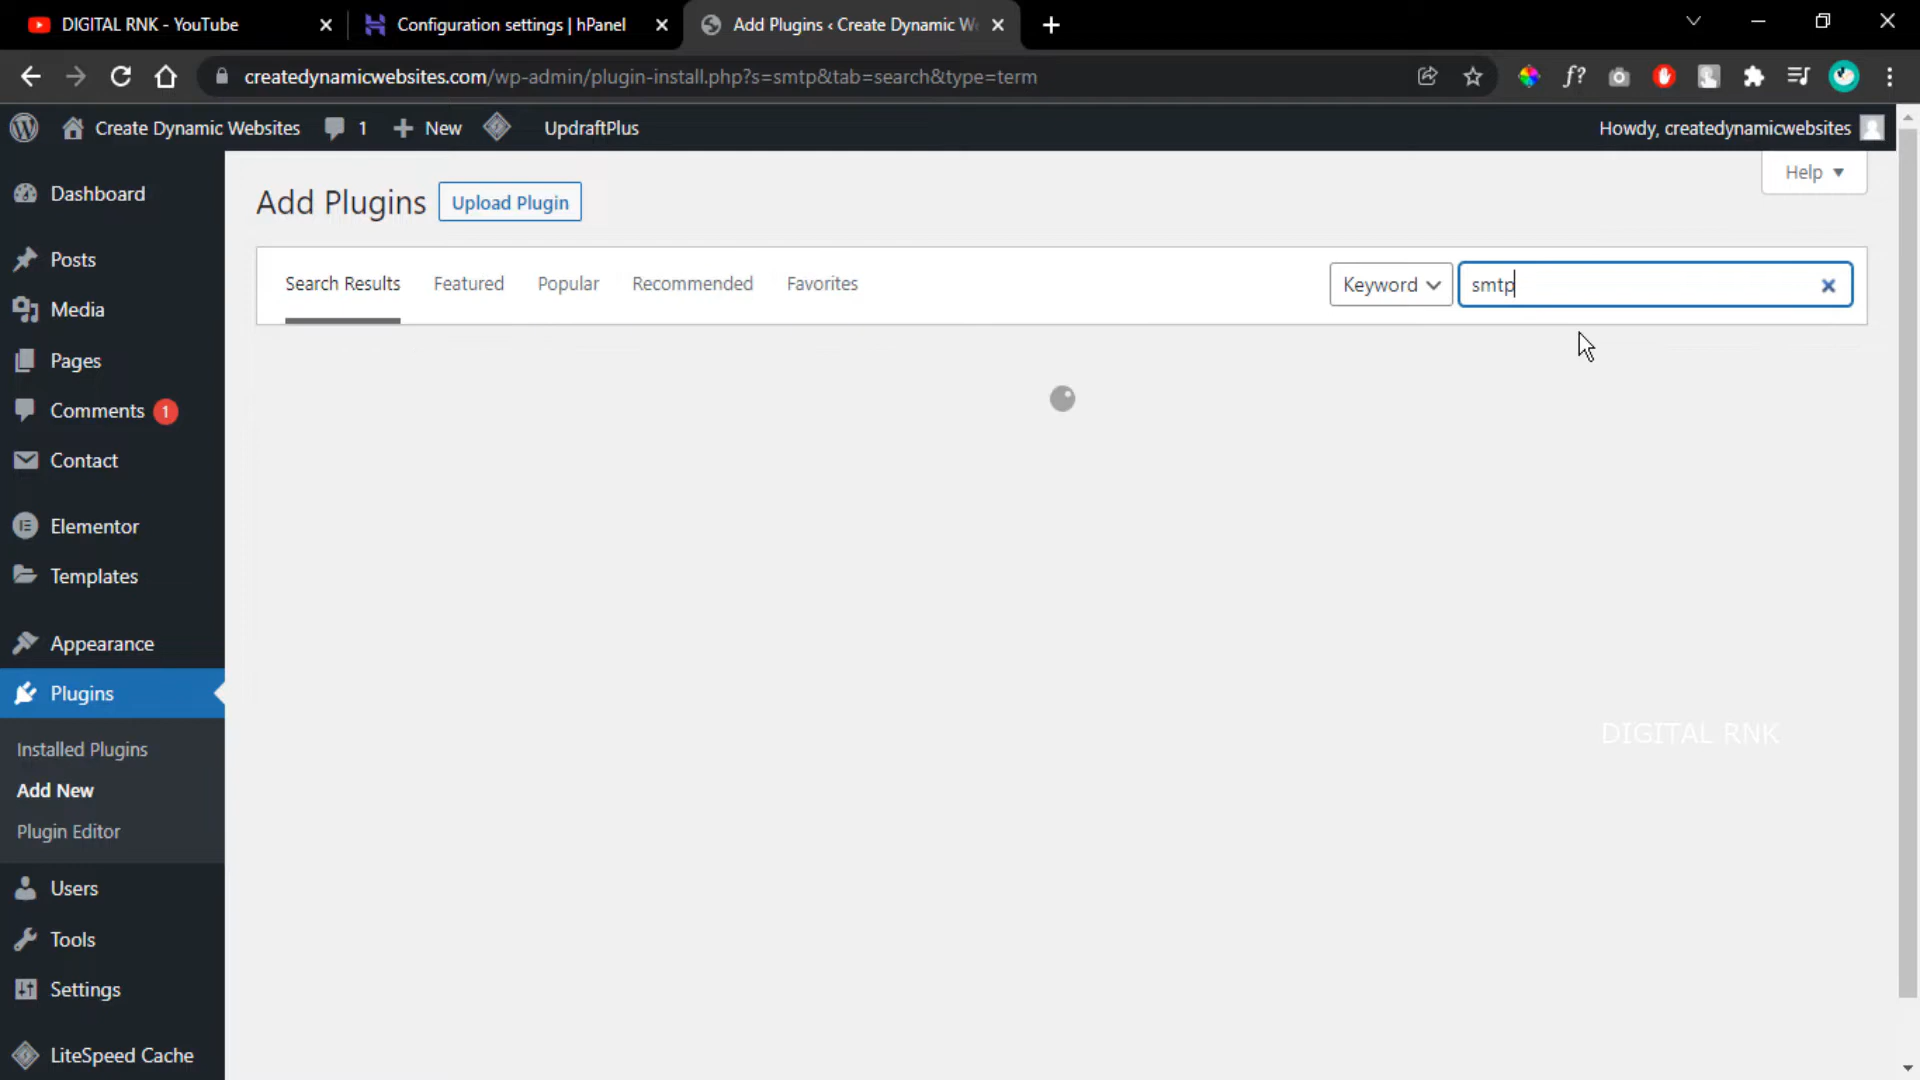 DIGITAL RNK - YouTube
Configuration settings | hPanel
Add Plugins ‹ Create Dynamic W
createdynamicwebsites.com/wp-admin/plugin-install.php?s=smtp&tab=search&type=term
f?
Create Dynamic Websites
1
New
UpdraftPlus
Howdy, createdynamicwebsites
Help
Add Plugins
Upload Plugin
Search Results
Featured
Popular
Recommended
Favorites
Keyword
smtp
Dashboard
Posts
Media
Pages
Comments 1
Contact
Elementor
Templates
Appearance
Plugins
Installed Plugins
Add New
Plugin Editor
Users
Tools
Settings
LiteSpeed Cache
DIGITAL RNK